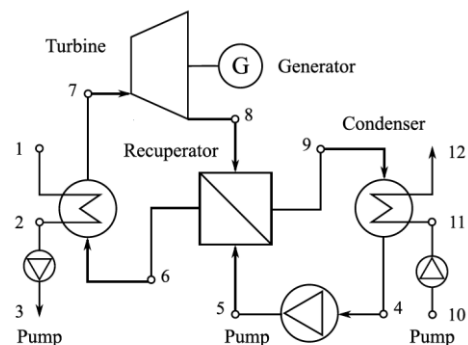 Turbine
G
Generator
7
8
1
Recuperator
9
Condenser
12
2
11
6
3
5
4
10
Pump
Pump
Pump